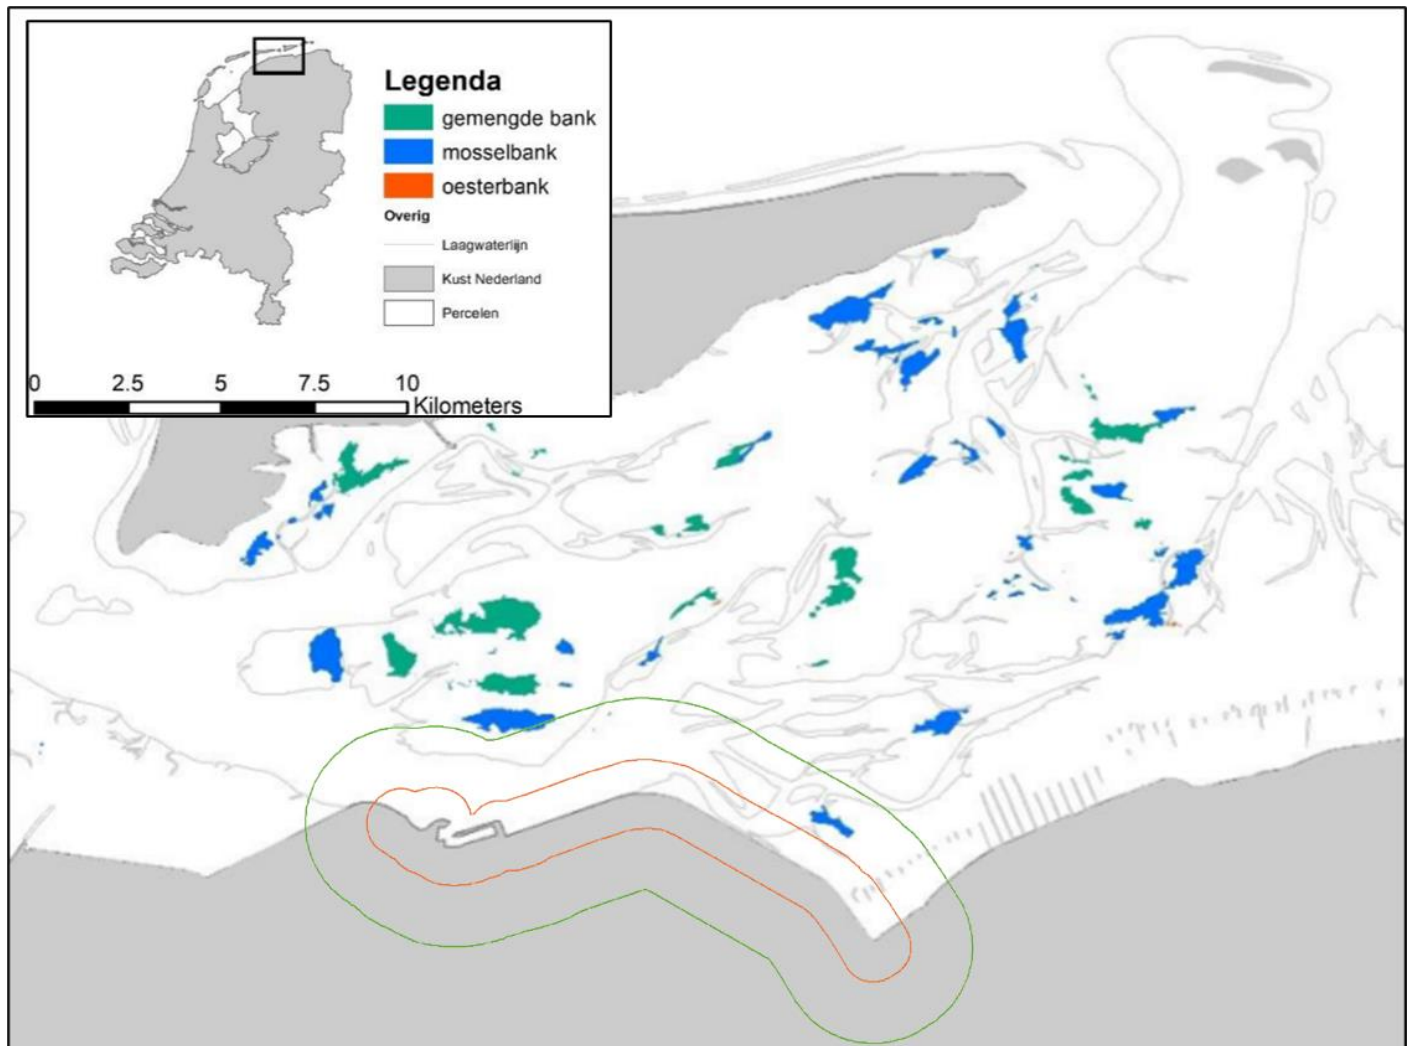 Legenda
gemengde bank
mosselbank
oesterbank
Overig
Laagwaterlijn
Kust Nederland
Percelen
0 2.5 5 7.5 10
Kilometers